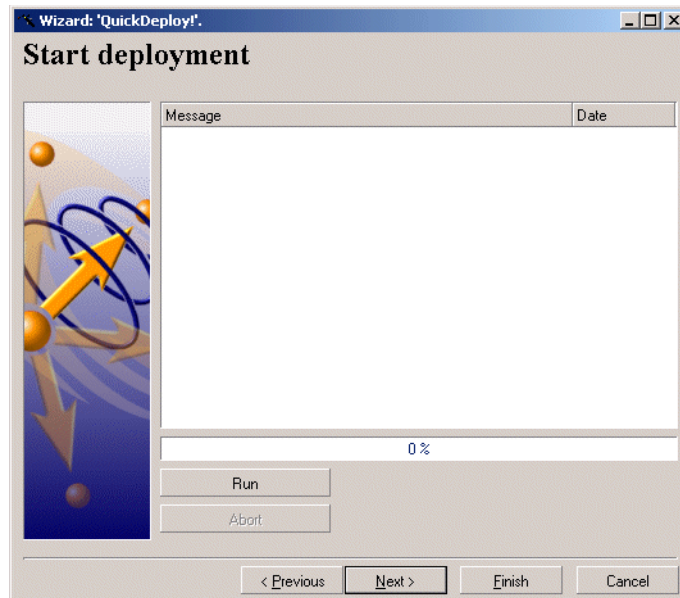 Wizard: 'QuickDeploy!'.
Start deployment
Message Date
0 %
Run
Abort
< Previous Next > Finish Cancel